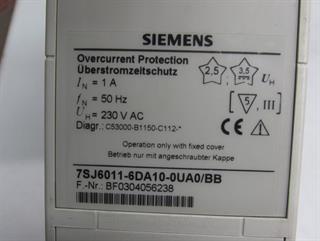 SIEMENS
Overcurrent Protection
Überstromzeitschutz
I_N = 1 A
f_N = 50 Hz
U_H = 230 V AC
Diagr.: C53000-B1150-C112-*
2,5 3,5 U_H
5, III
CE
Operation only with fixed cover
Betrieb nur mit angeschraubter Kappe
7SJ6011-6DA10-0UA0/BB
F.-Nr.: BF0304056238